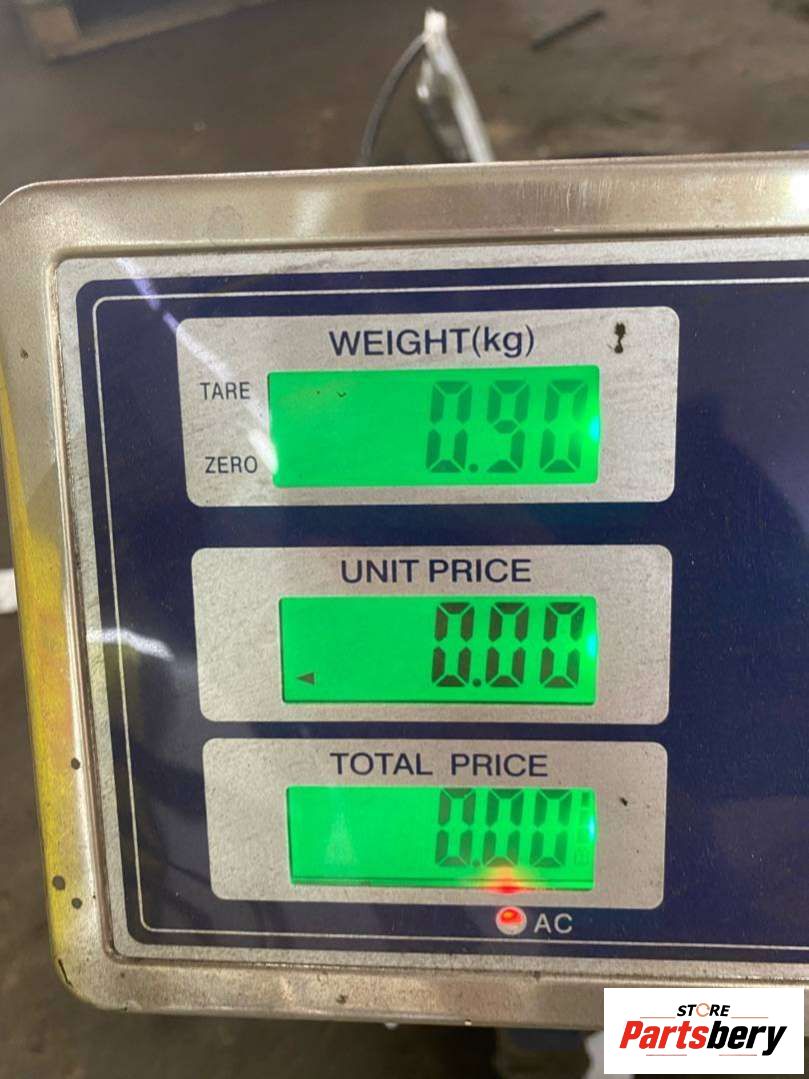 WEIGHT(kg)
TARE
0.90
ZERO
UNIT PRICE
0.00
TOTAL PRICE
0.00
AC
STORE
Partsbery